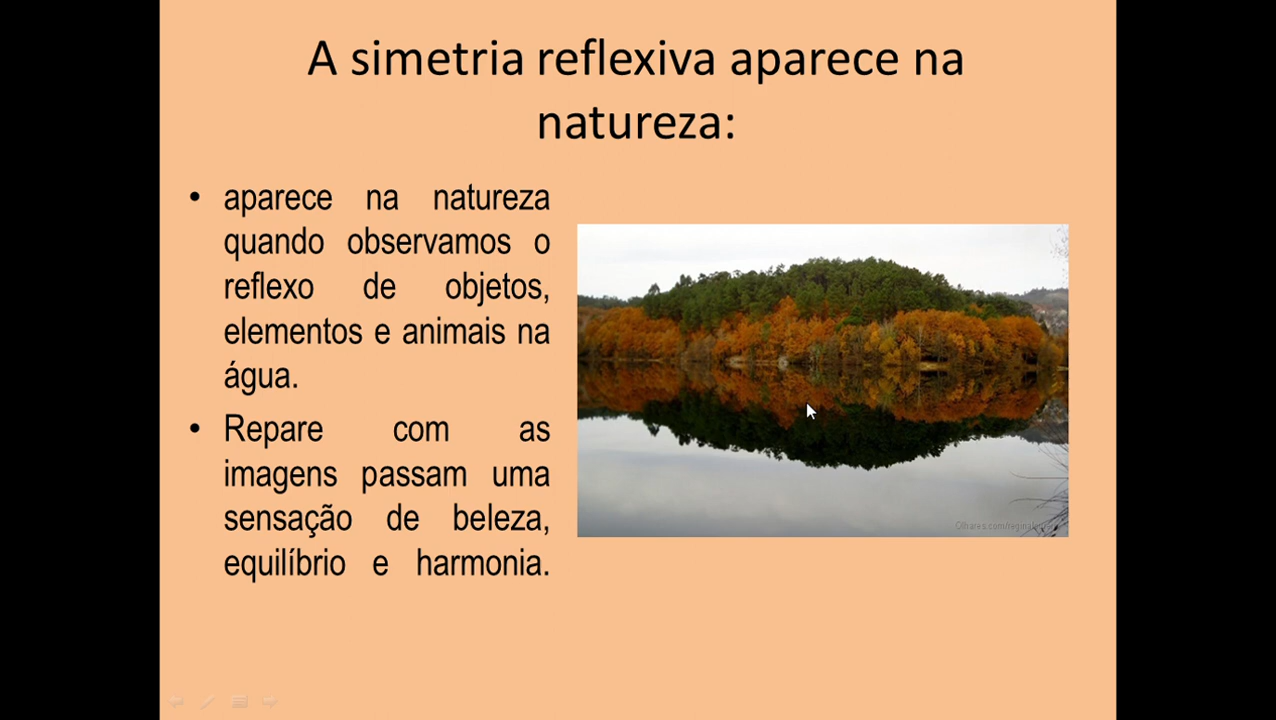 A simetria reflexiva aparece na
natureza:
• aparece na natureza
quando observamos o
reflexo de objetos,
elementos e animais na
água.
• Repare com as
imagens passam uma
sensação de beleza,
equilíbrio e harmonia.